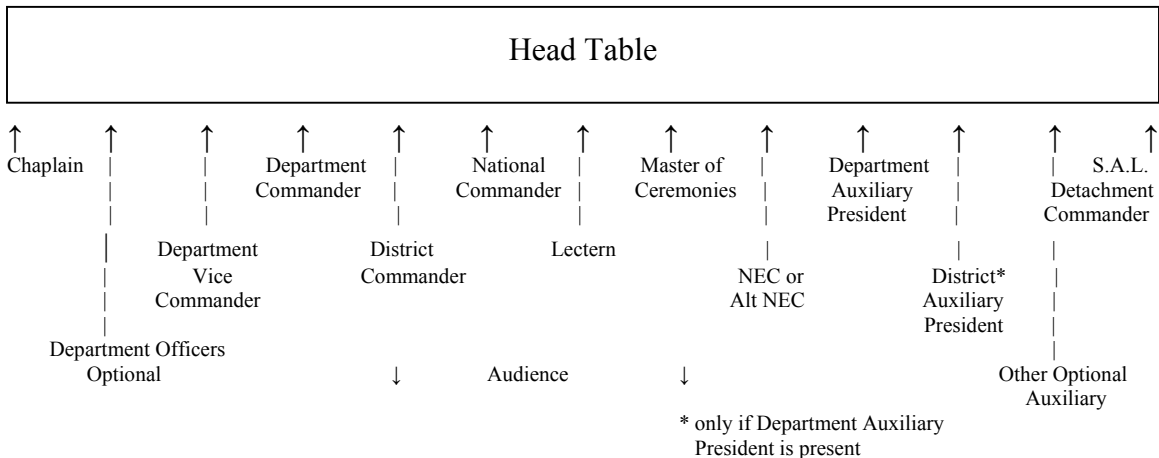 Head Table
Chaplain
Department
Commander
National
Commander
Master of
Ceremonies
Department
Auxiliary
President
S.A.L.
Detachment
Commander
Department
Vice
Commander
District
Commander
Lectern
NEC or
Alt NEC
District*
Auxiliary
President
Department Officers
Optional
Audience
Other Optional
Auxiliary
* only if Department Auxiliary
President is present